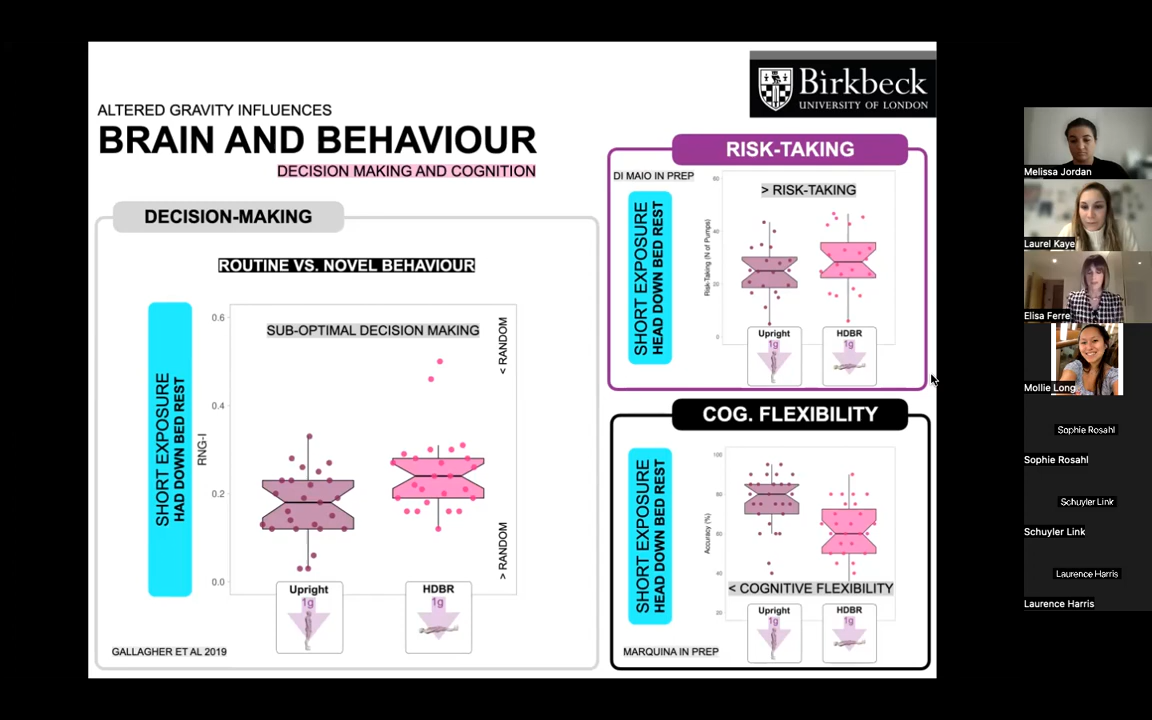 ALTERED GRAVITY INFLUENCES
BRAIN AND BEHAVIOUR
DECISION MAKING AND COGNITION
Birkbeck
UNIVERSITY OF LONDON
DECISION-MAKING
ROUTINE VS. NOVEL BEHAVIOUR
SHORT EXPOSURE
HAD DOWN BED REST
SUB-OPTIMAL DECISION MAKING
< RANDOM
> RANDOM
RNG-I
0.6
0.4
0.2
0.0
Upright
1g
HDBR
1g
GALLAGHER ET AL 2019
RISK-TAKING
DI MAIO IN PREP
SHORT EXPOSURE
HEAD DOWN BED REST
> RISK-TAKING
Risk-Taking (N of Pumps)
60
40
20
0
Upright
1g
HDBR
1g
COG. FLEXIBILITY
SHORT EXPOSURE
HEAD DOWN BED REST
Accuracy (%)
100
80
60
40
20
< COGNITIVE FLEXIBILITY
Upright
1g
HDBR
1g
MARQUINA IN PREP
Melissa Jordan
Laurel Kaye
Elisa Ferre
Mollie Long
Sophie Rosahl
Sophie Rosahl
Schuyler Link
Schuyler Link
Laurence Harris
Laurence Harris